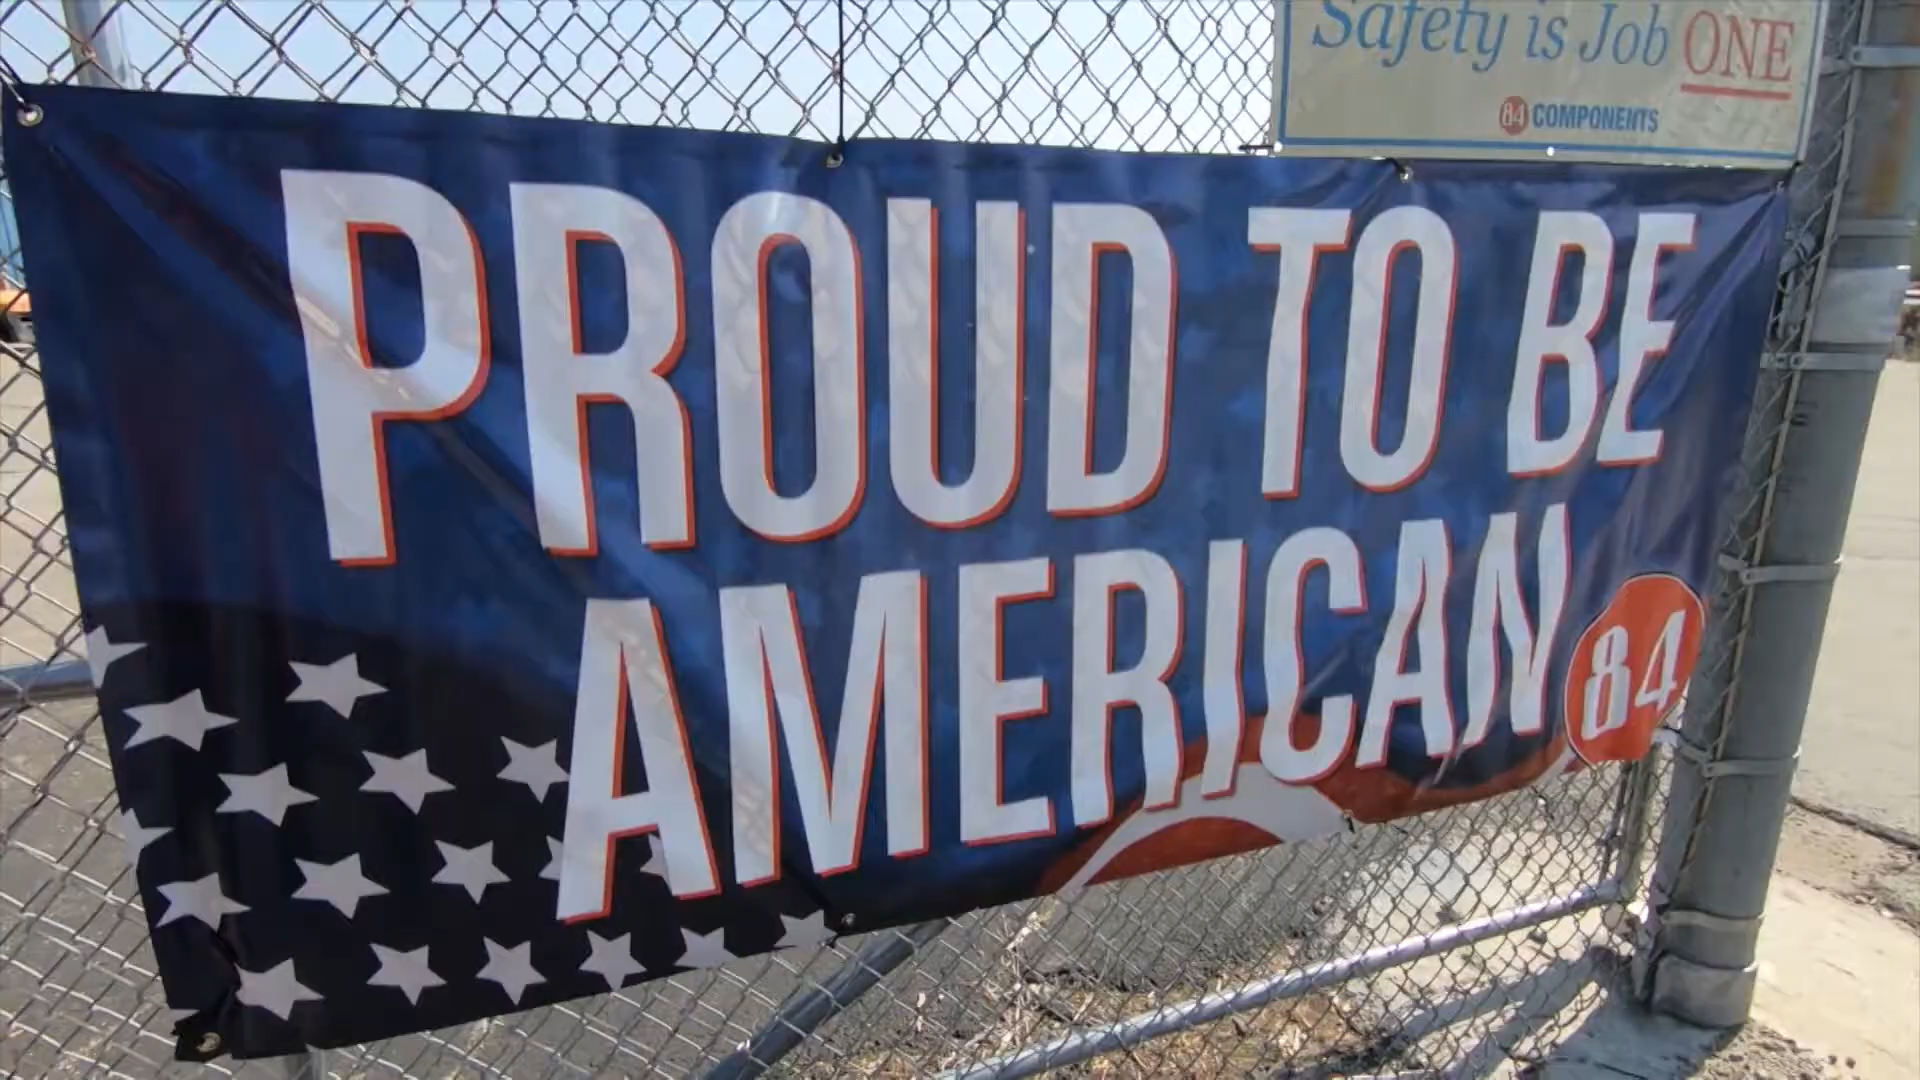 Safety is Job ONE
84 COMPONENTS
PROUD TO BE
AMERICAN
84